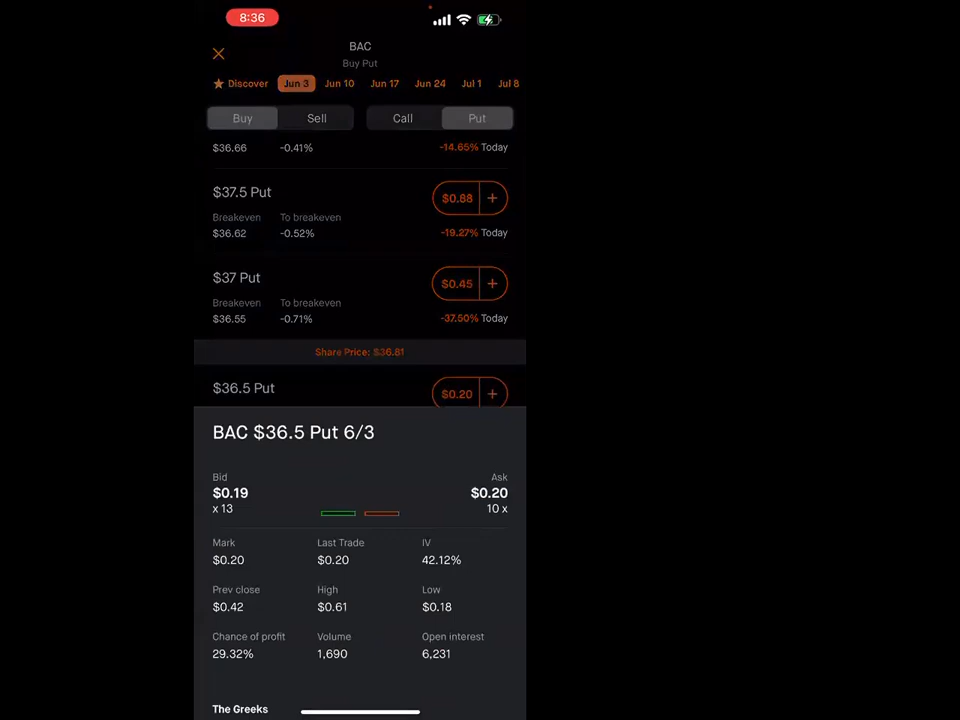 8:36
BAC
Buy Put
Discover Jun 3 Jun 10 Jun 17 Jun 24 Jul 1 Jul 8
Buy Sell Call Put
$36.66 -0.41% -14.65% Today
$37.5 Put $0.88 +
Breakeven To breakeven
$36.62 -0.52% -19.27% Today
$37 Put $0.45 +
Breakeven To breakeven
$36.55 -0.71% -37.50% Today
Share Price: $36.81
$36.5 Put $0.20 +
BAC $36.5 Put 6/3
Bid Ask
$0.19 $0.20
x 13 10 x
Mark Last Trade IV
$0.20 $0.20 42.12%
Prev close High Low
$0.42 $0.61 $0.18
Chance of profit Volume Open interest
29.32% 1,690 6,231
The Greeks